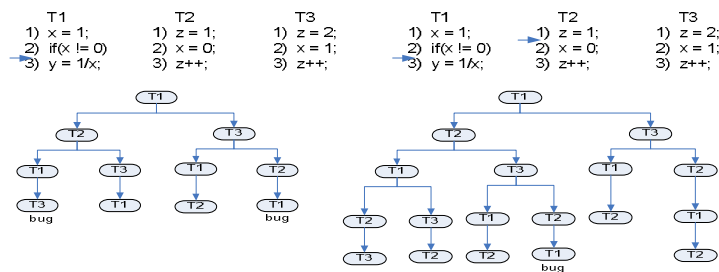 T1 T2 T3 T1 T2 T3
1) x = 1; 1) z = 1; 1) z = 2; 1) x = 1; 1) z = 1; 1) z = 2;
2) if(x != 0) 2) x = 0; 2) x = 1; 2) if(x != 0) 2) x = 0; 2) x = 1;
3) y = 1/x; 3) z++; 3) z++; 3) y = 1/x; 3) z++; 3) z++;
T1 T1
T2 T3 T2 T3
T1 T3 T1 T2 T1 T3 T1 T2
T3 T1 T2 T1 T2 T3 T1 T2 T2 T1
bug bug
T3 T2 T2 T1 T2
bug